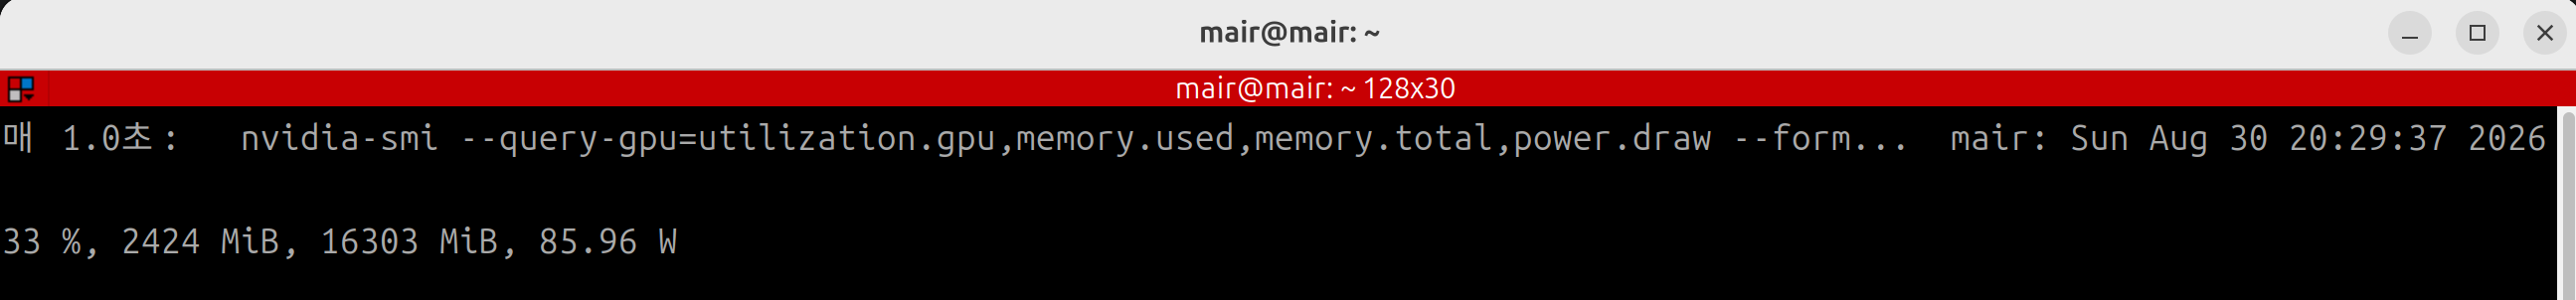 mair@mair: ~
mair@mair: ~ 128x30
매 1.0초:   nvidia-smi --query-gpu=utilization.gpu,memory.used,memory.total,power.draw --form...  mair: Sun Aug 30 20:29:37 2026
33 %, 2424 MiB, 16303 MiB, 85.96 W